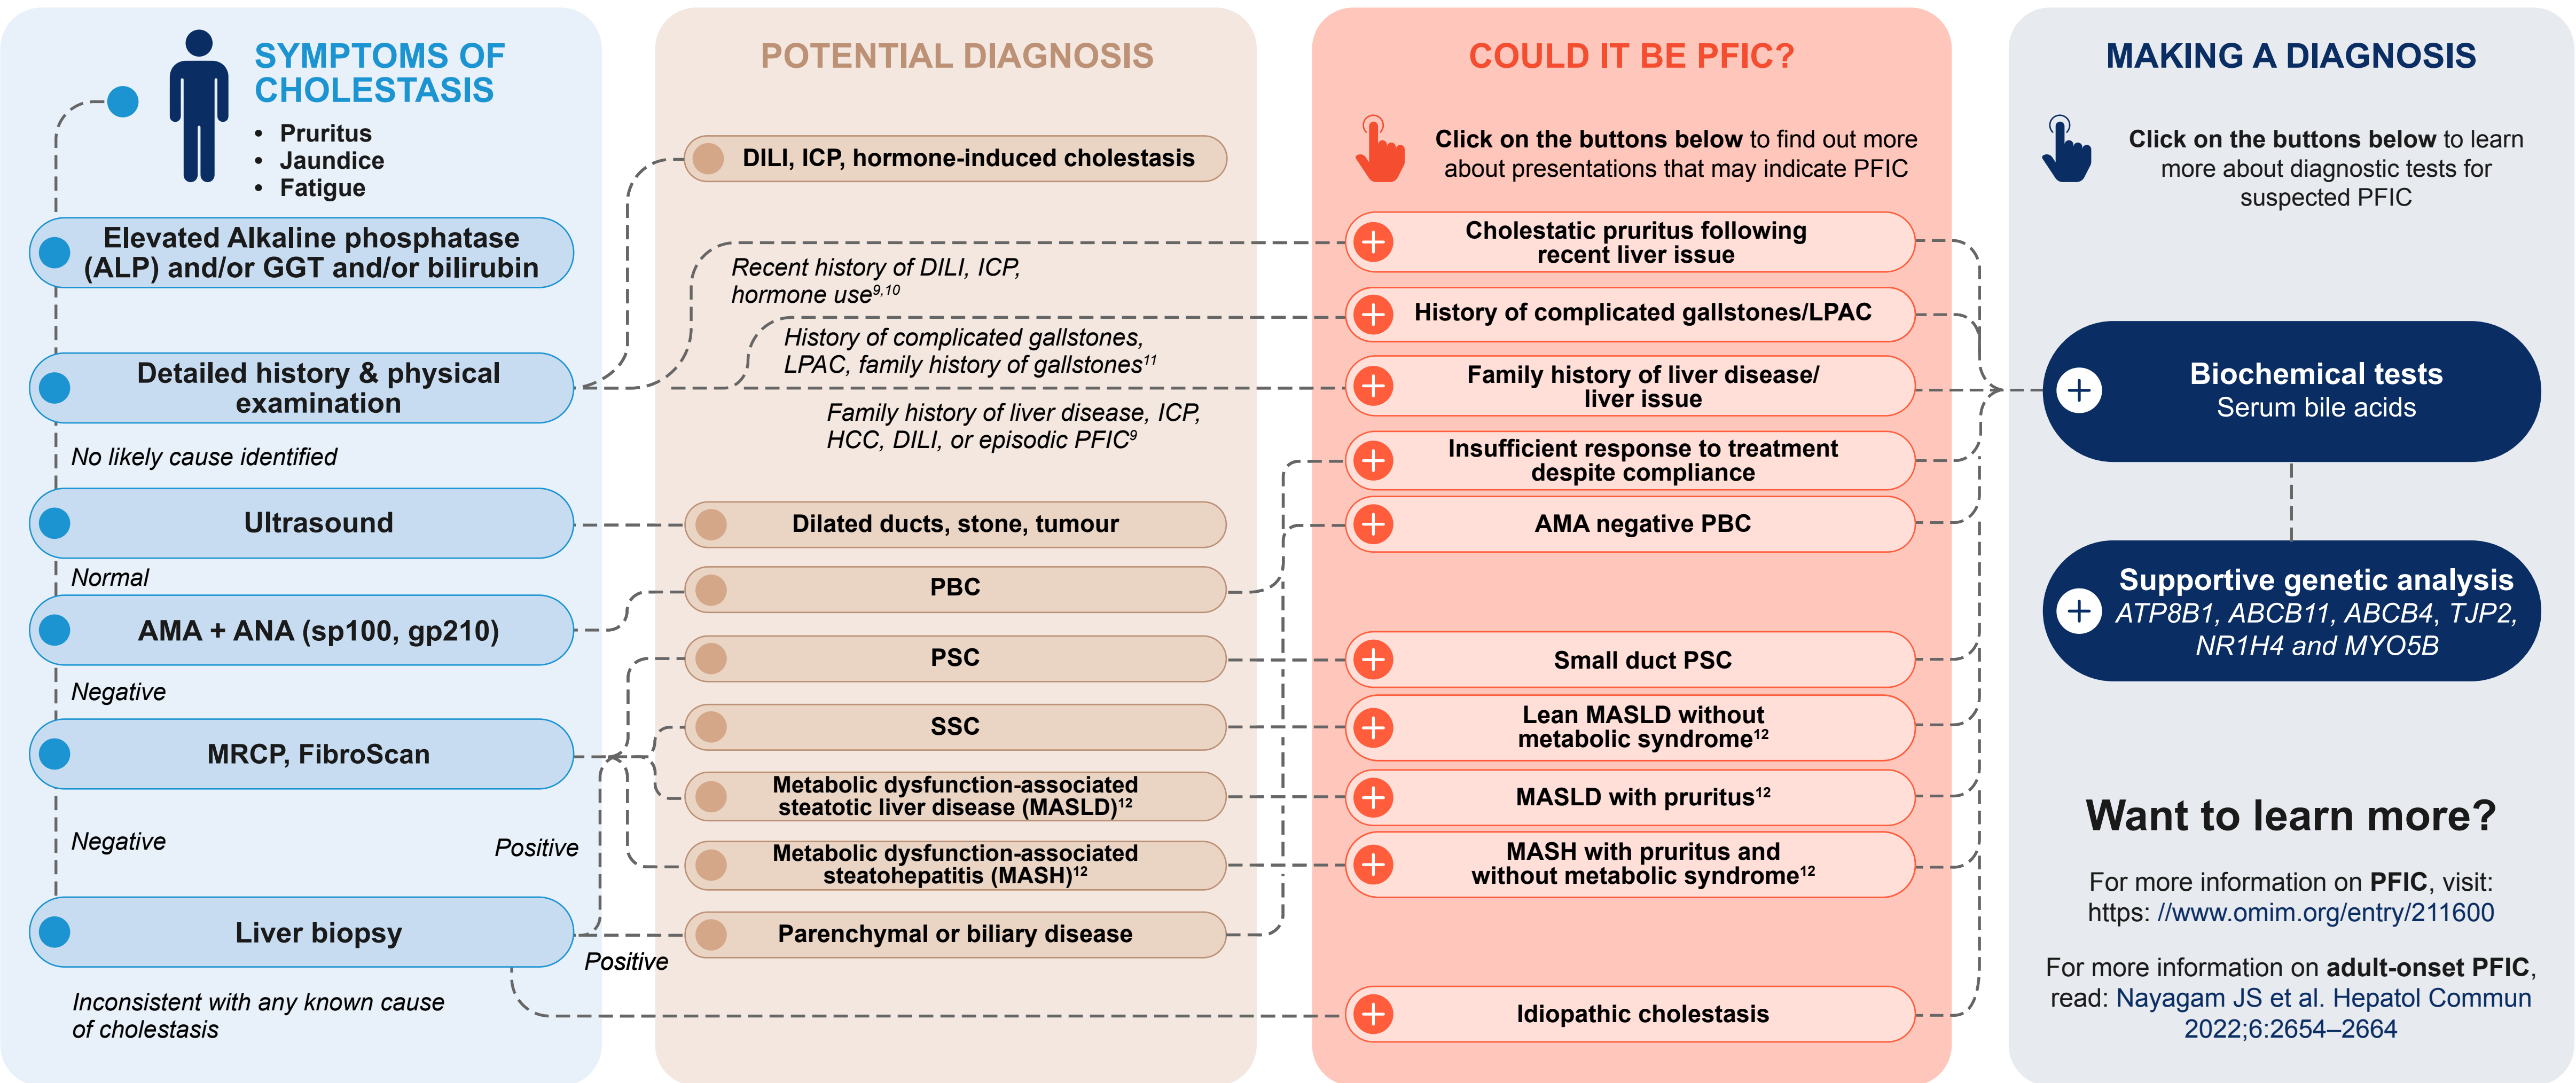 SYMPTOMS OF
CHOLESTASIS
• Pruritus
• Jaundice
• Fatigue
Elevated Alkaline phosphatase
(ALP) and/or GGT and/or bilirubin
Detailed history & physical
examination
No likely cause identified
Ultrasound
Normal
AMA + ANA (sp100, gp210)
Negative
MRCP, FibroScan
Negative
Positive
Liver biopsy
Positive
Inconsistent with any known cause
of cholestasis
POTENTIAL DIAGNOSIS
DILI, ICP, hormone-induced cholestasis
Recent history of DILI, ICP,
hormone use9,10
History of complicated gallstones,
LPAC, family history of gallstones11
Family history of liver disease, ICP,
HCC, DILI, or episodic PFIC9
Dilated ducts, stone, tumour
PBC
PSC
SSC
Metabolic dysfunction-associated
steatotic liver disease (MASLD)12
Metabolic dysfunction-associated
steatohepatitis (MASH)12
Parenchymal or biliary disease
COULD IT BE PFIC?
Click on the buttons below to find out more
about presentations that may indicate PFIC
Cholestatic pruritus following
recent liver issue
History of complicated gallstones/LPAC
Family history of liver disease/
liver issue
Insufficient response to treatment
despite compliance
AMA negative PBC
Small duct PSC
Lean MASLD without
metabolic syndrome12
MASLD with pruritus12
MASH with pruritus and
without metabolic syndrome12
Idiopathic cholestasis
MAKING A DIAGNOSIS
Click on the buttons below to learn
more about diagnostic tests for
suspected PFIC
Biochemical tests
Serum bile acids
Supportive genetic analysis
ATP8B1, ABCB11, ABCB4, TJP2,
NR1H4 and MYO5B
Want to learn more?
For more information on PFIC, visit:
https: //www.omim.org/entry/211600
For more information on adult-onset PFIC,
read: Nayagam JS et al. Hepatol Commun
2022;6:2654–2664